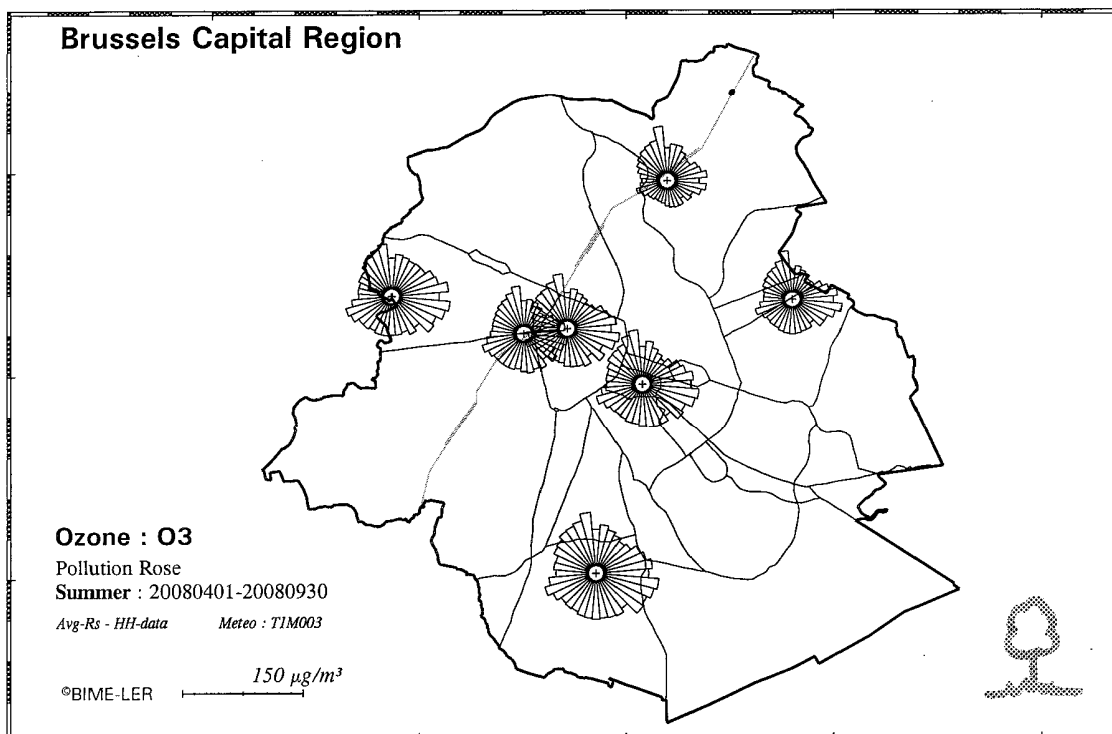 Brussels Capital Region
Ozone : O3
Pollution Rose
Summer : 20080401-20080930
Avg-Rs - HH-data Meteo : T1M003
150 µg/m³
©BIME-LER